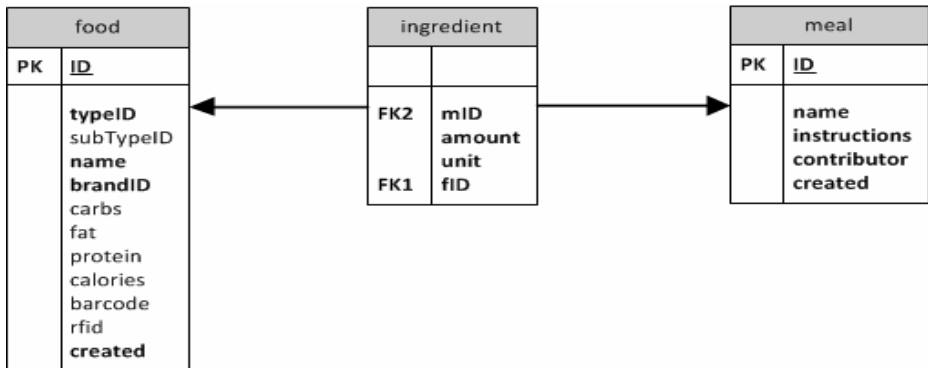 food
PK ID
typeID
subTypeID
name
brandID
carbs
fat
protein
calories
barcode
rfid
created
ingredient
FK2 mID
amount
unit
FK1 fID
meal
PK ID
name
instructions
contributor
created